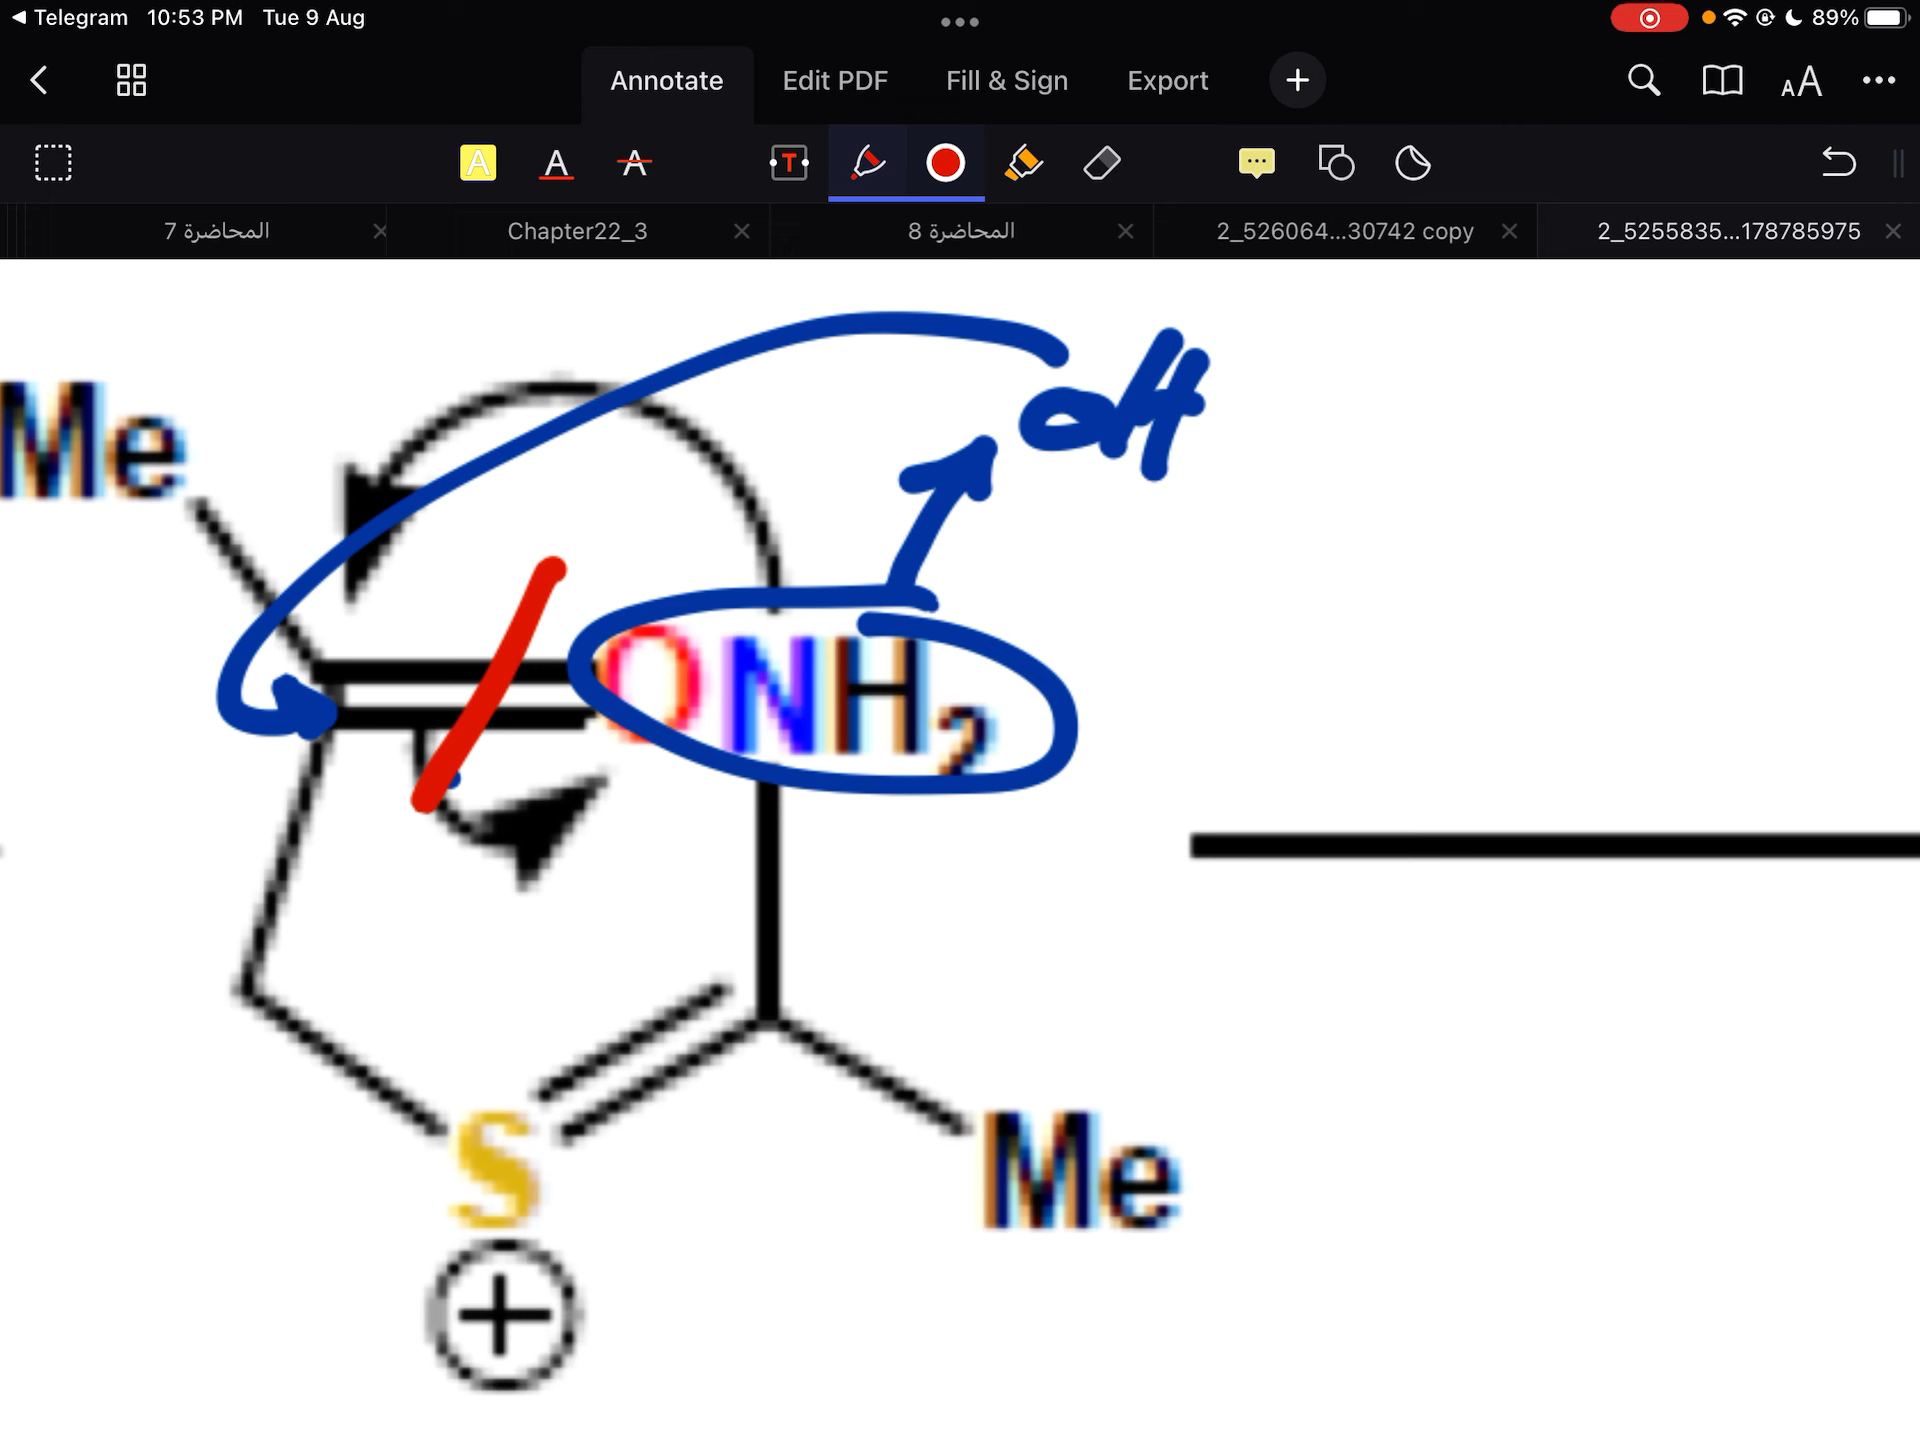 Telegram 10:53 PM Tue 9 Aug 89%
Annotate Edit PDF Fill & Sign Export
المحاضرة 7 Chapter22_3 المحاضرة 8 2_526064...30742 copy 2_5255835...178785975
OH
Me
ONH2
S
Me
+